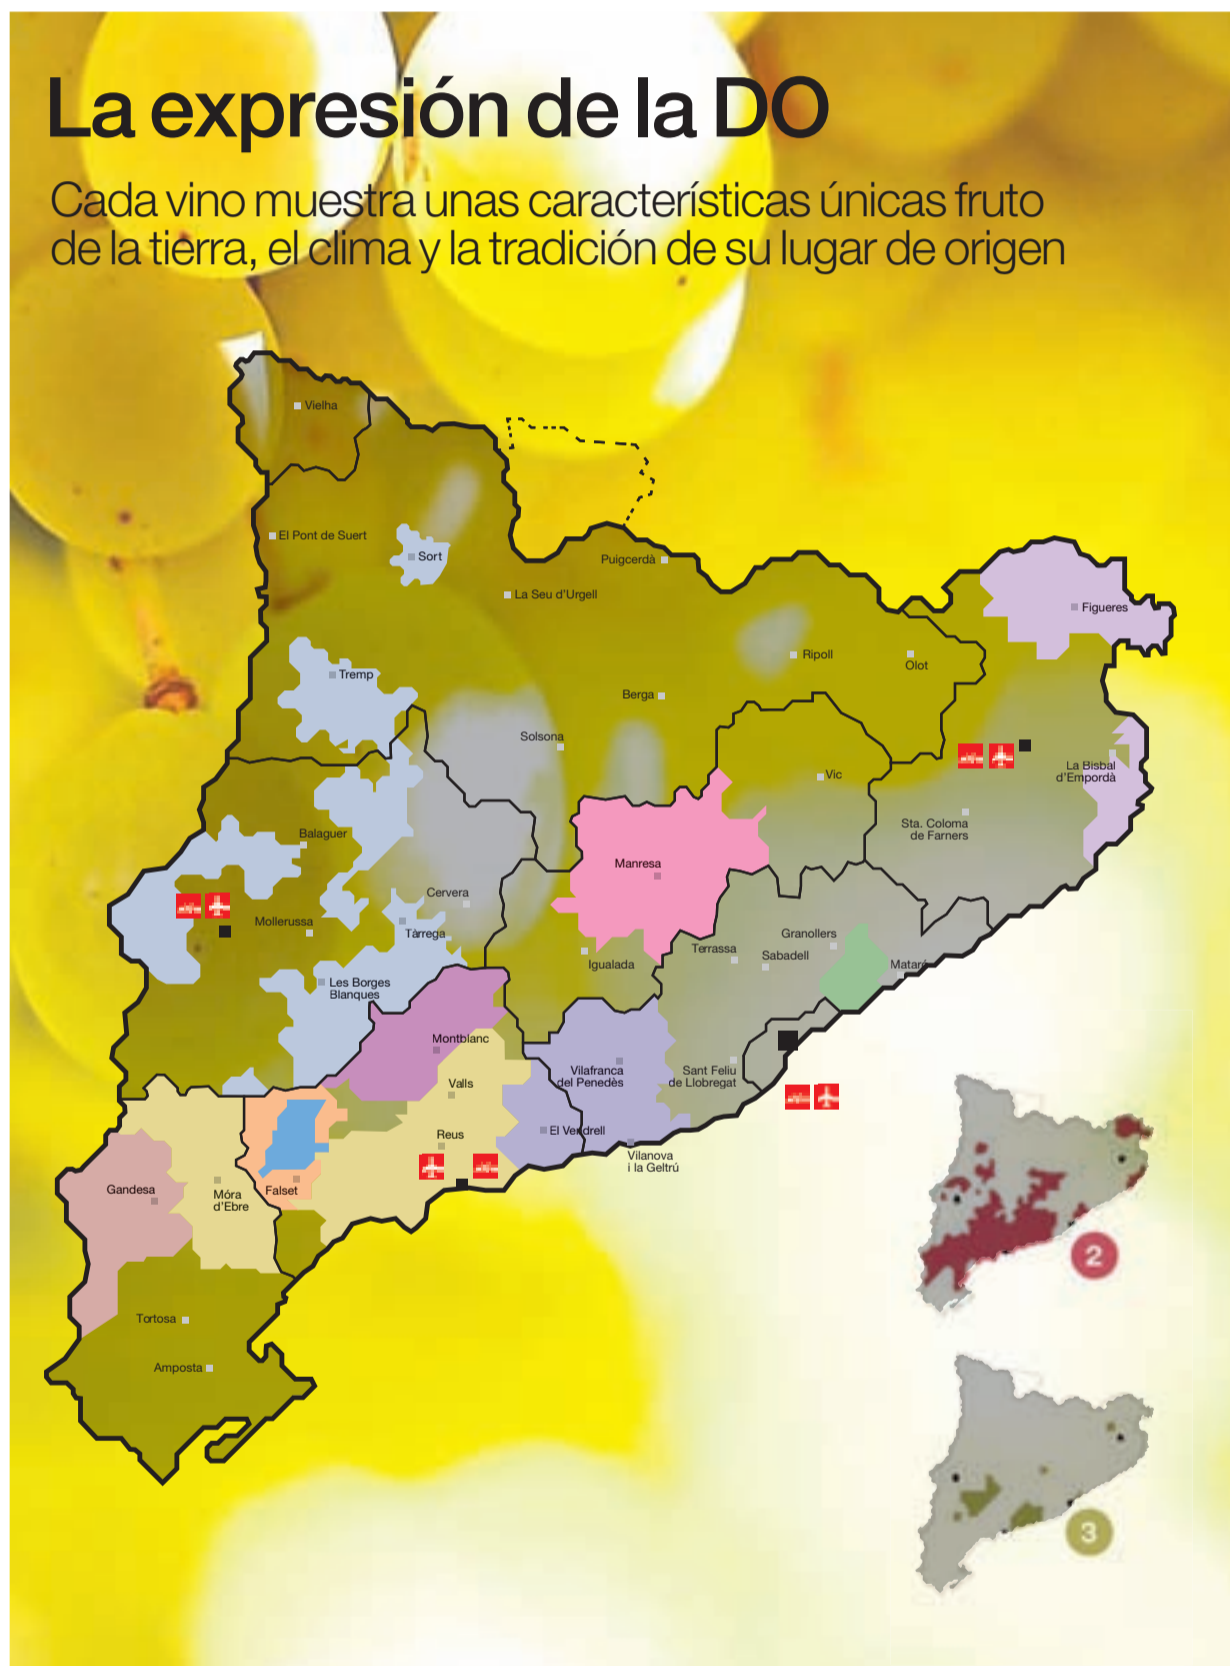 La expresión de la DO
Cada vino muestra unas características únicas fruto
de la tierra, el clima y la tradición de su lugar de origen
Vielha
El Pont de Suert
Sort
Puigcerdà
La Seu d'Urgell
Figueres
Ripoll
Olot
Tremp
Berga
Solsona
Vic
La Bisbal
d'Empordà
Sta. Coloma
de Farners
Balaguer
Manresa
Cervera
Mollerussa
Tàrrega
Granollers
Terrassa
Sabadell
Igualada
Mataró
Les Borges
Blanques
Montblanc
Vilafranca
del Penedès
Sant Feliu
de Llobregat
Valls
Reus
El Vendrell
Vilanova
i la Geltrú
Gandesa
Móra
d'Ebre
Falset
2
Tortosa
Amposta
3